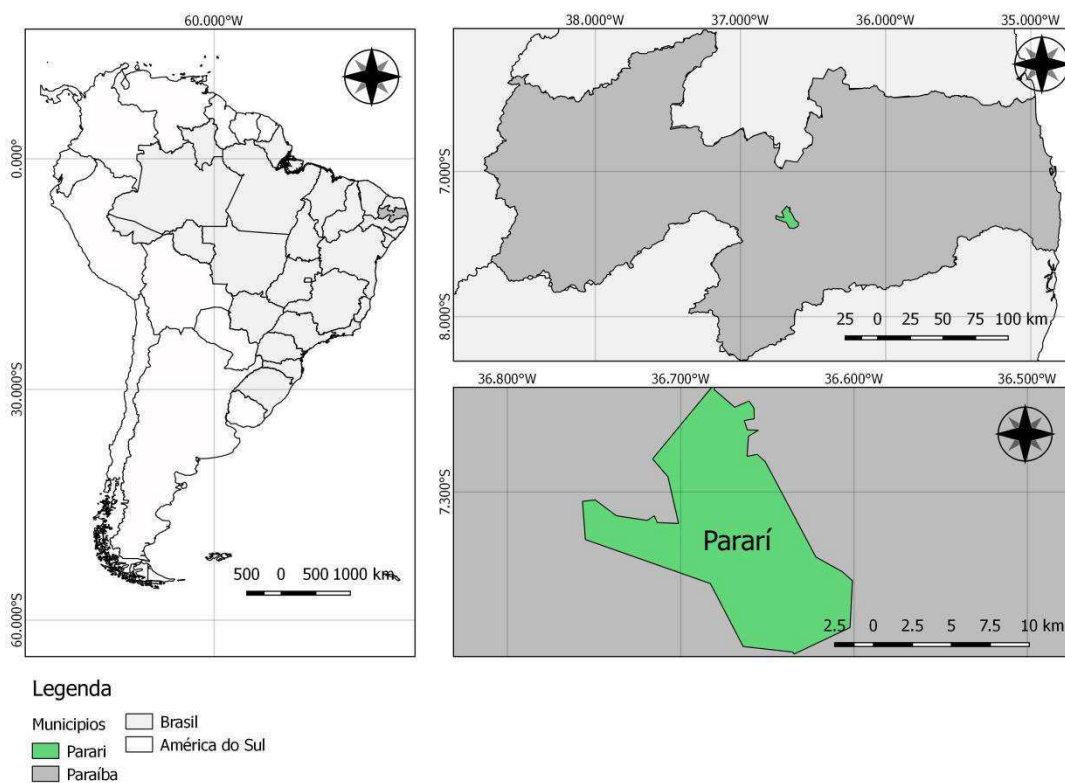 60.000°W
0.000°
30.000°S
60.000°S
500 0 500 1000 km
38.000°W 37.000°W 36.000°W 35.000°W
7.000°S
8.000°S
25 0 25 50 75 100 km
36.800°W 36.700°W 36.600°W 36.500°W
7.300°S
Pararí
2.5 0 2.5 5 7.5 10 km
Legenda
Municipios
Parari
Paraíba
Brasil
América do Sul